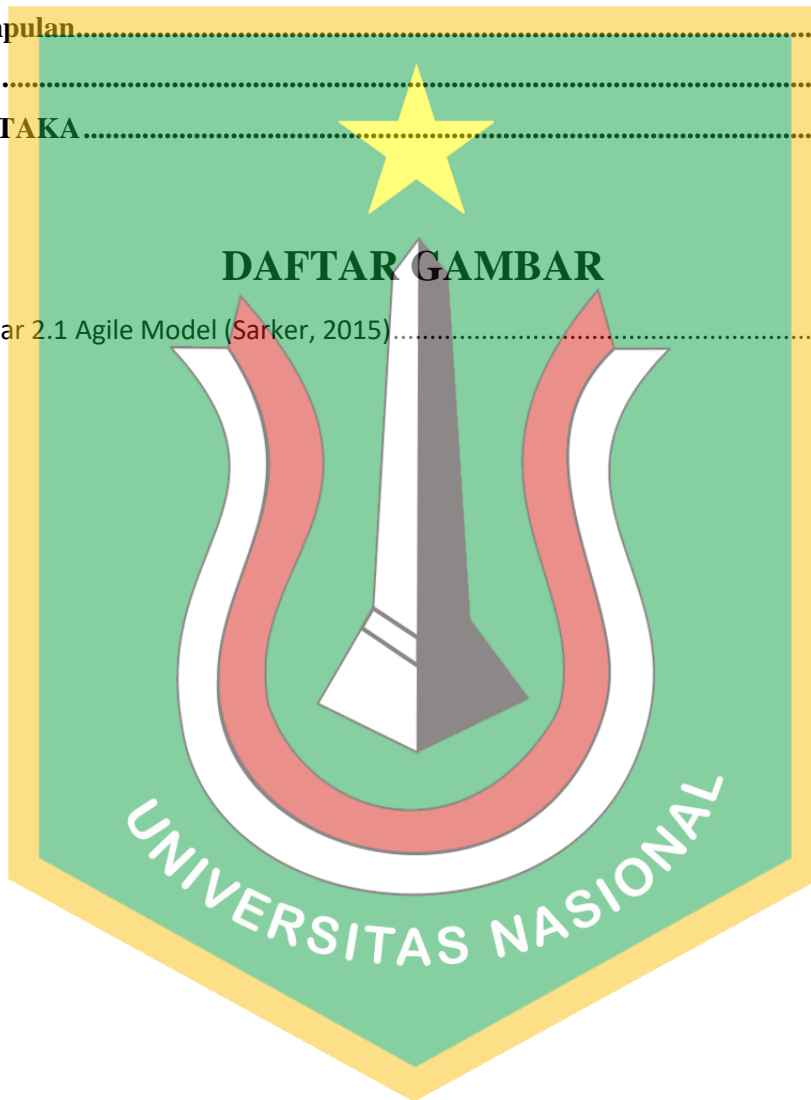 pulan
TAKA
DAFTAR GAMBAR
ar 2.1 Agile Model (Sarker, 2015)
UNIVERSITAS NASIONAL